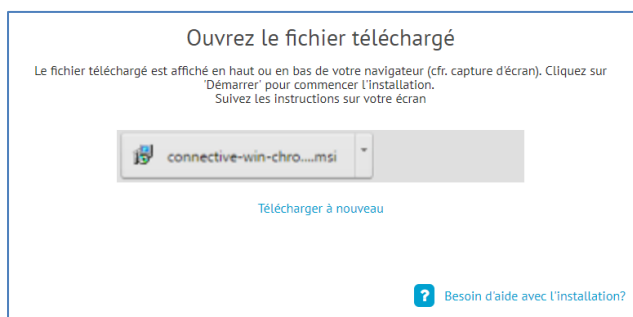 Ouvrez le fichier téléchargé
Le fichier téléchargé est affiché en haut ou en bas de votre navigateur (cfr. capture d'écran). Cliquez sur
'Démarrer' pour commencer l'installation.
Suivez les instructions sur votre écran
connective-win-chro....msi
Télécharger à nouveau
? Besoin d'aide avec l'installation?